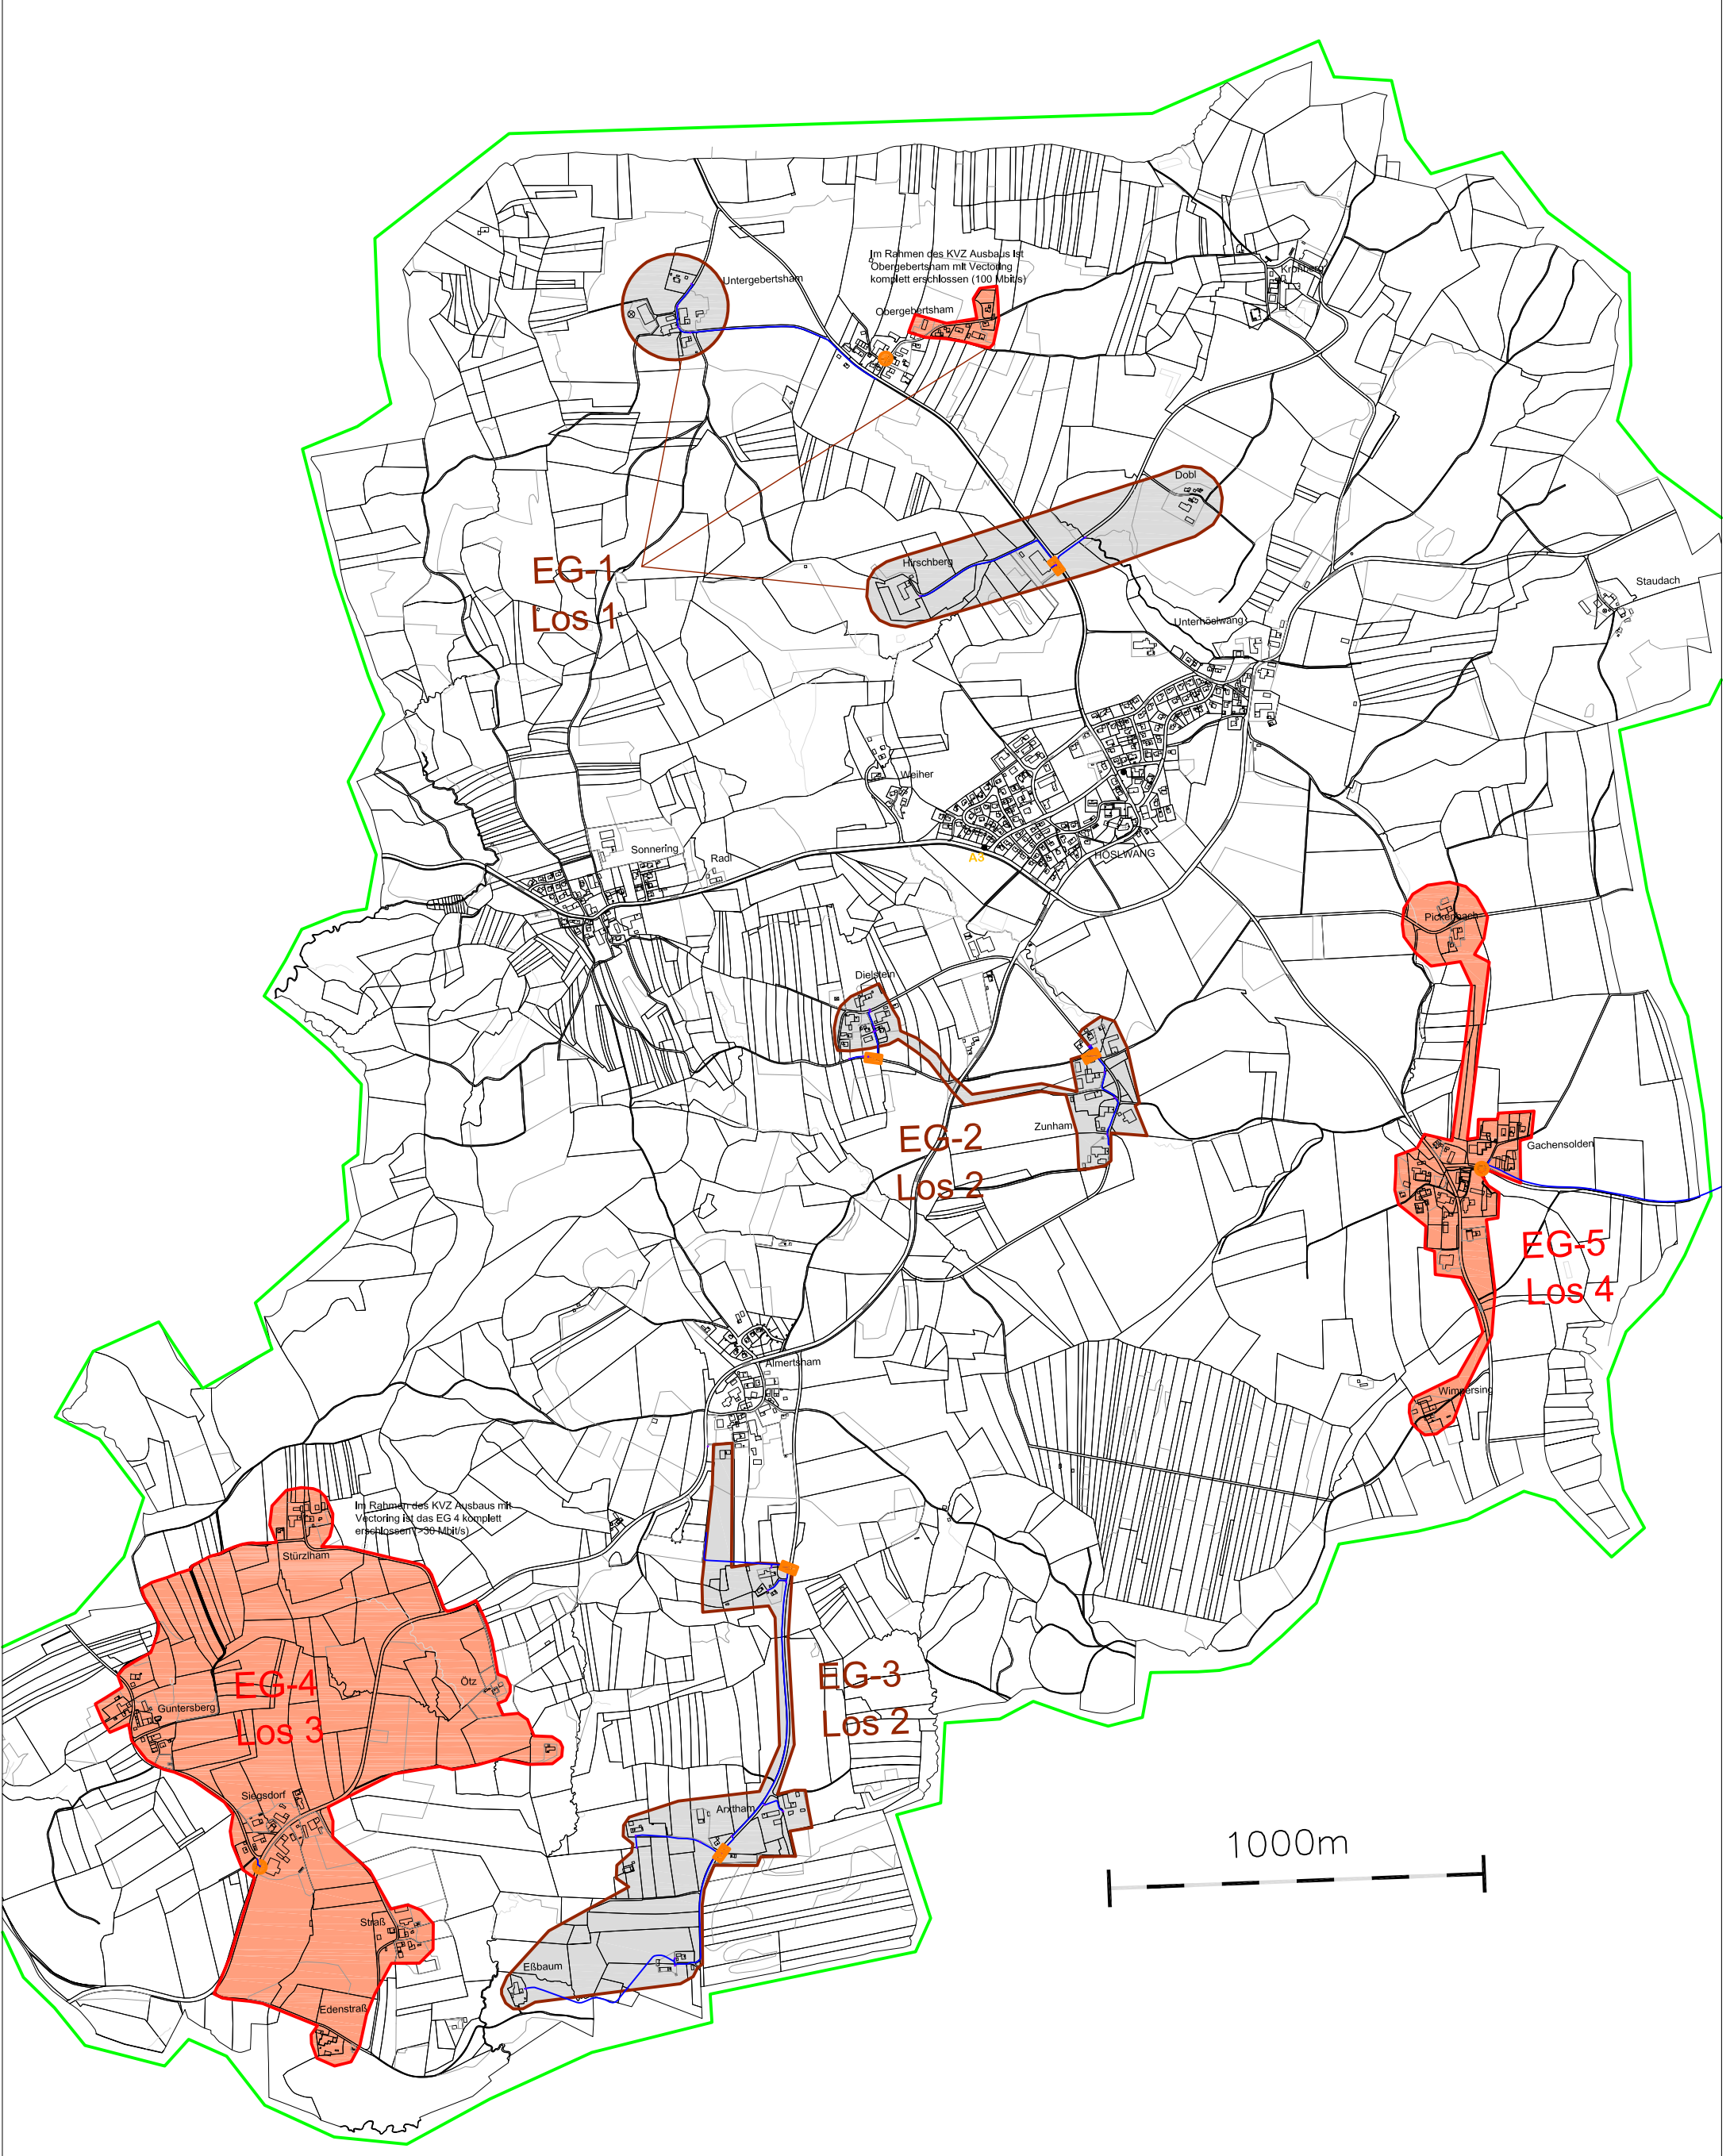 Im Rahmen des KVZ Ausbaus ist
Obergebertsham mit Vectoring
komplett erschlossen (100 Mbit/s)
Kronberg
Untergebertsham
Obergebertsham
Dobl
Hirschberg
EG-1
Los 1
Staudach
Unterhöslwang
Weiher
Sonnering
Radl
A3
HÖSLWANG
Pickenbach
Dielstein
Zunham
EG-2
Los 2
Gachensolden
EG-5
Los 4
Almertsham
Wimpersing
Im Rahmen des KVZ Ausbaus mit
Vectoring ist das EG 4 komplett
erschlossen (>30 Mbit/s)
Stürzlham
EG-4
Los 3
Ötz
Guntersberg
EG-3
Los 2
Siegsdorf
Arxtham
1000m
Straß
Eßbaum
Edenstraß